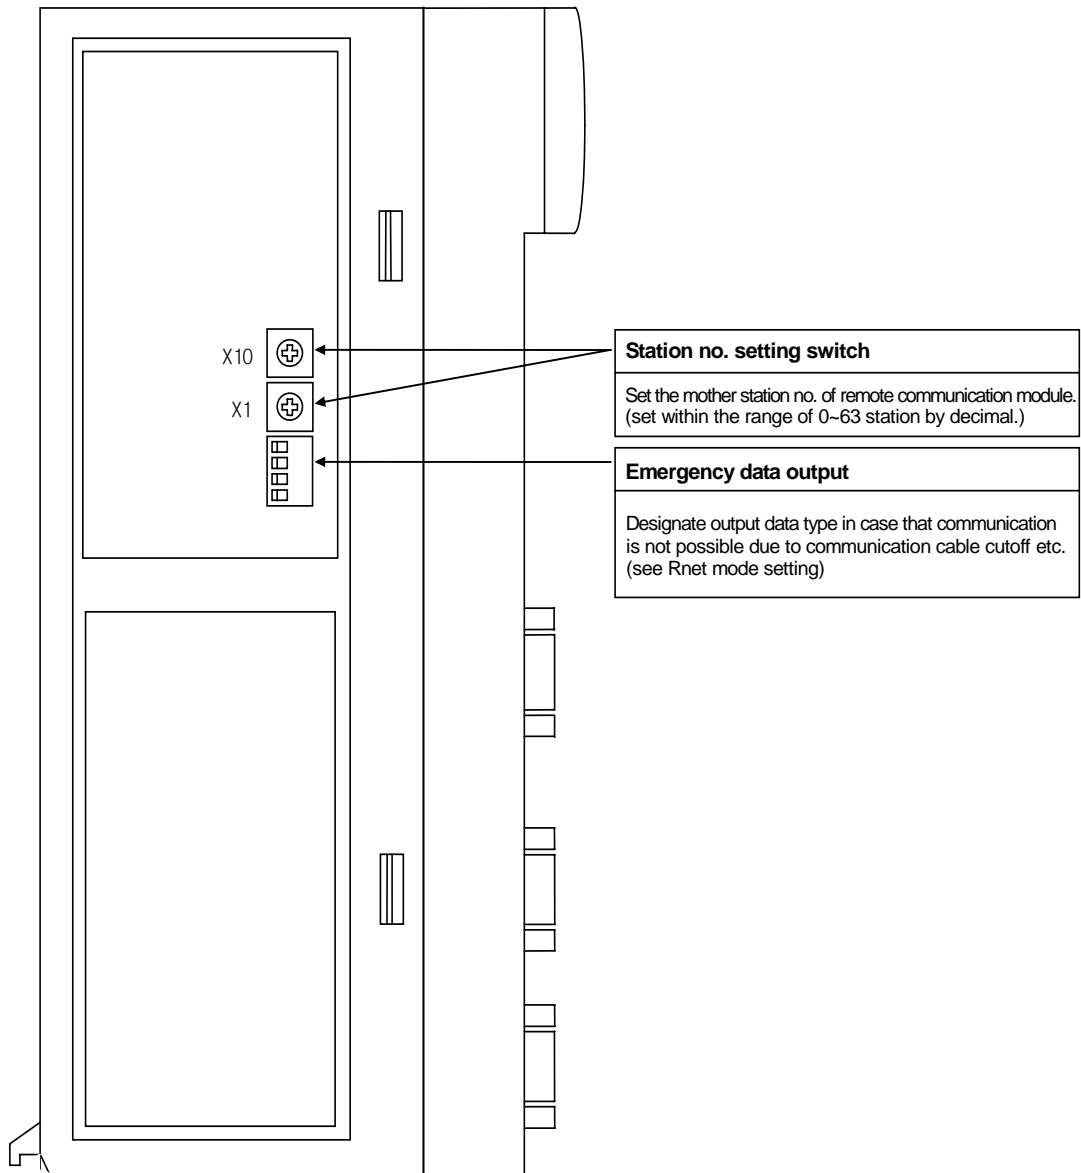 X10
X1
Station no. setting switch
Set the mother station no. of remote communication module.
(set within the range of 0~63 station by decimal.)
Emergency data output
Designate output data type in case that communication
is not possible due to communication cable cutoff etc.
(see Rnet mode setting)